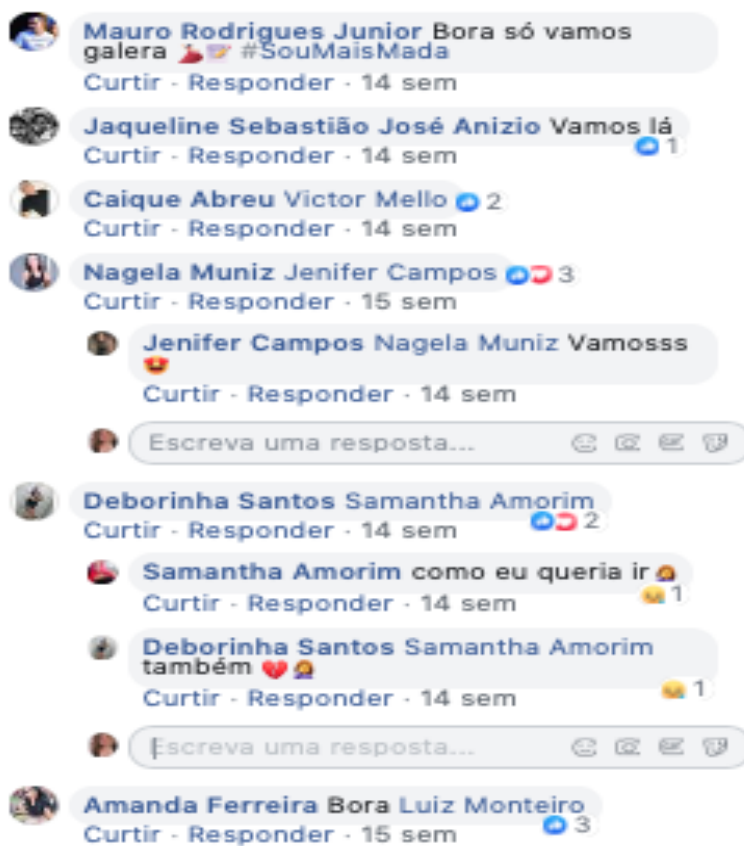 Mauro Rodrigues Junior Bora só vamos
galera 💃📝 #SouMaisMada
Curtir · Responder · 14 sem
Jaqueline Sebastião José Anizio Vamos lá
1
Curtir · Responder · 14 sem
Caique Abreu Victor Mello 2
Curtir · Responder · 14 sem
Nagela Muniz Jenifer Campos 3
Curtir · Responder · 15 sem
Jenifer Campos Nagela Muniz Vamosss
😍
Curtir · Responder · 14 sem
Escreva uma resposta...
Deborinha Santos Samantha Amorim
2
Curtir · Responder · 14 sem
Samantha Amorim como eu queria ir 🤦‍♀️
1
Curtir · Responder · 14 sem
Deborinha Santos Samantha Amorim
também 💔🤦‍♀️
1
Curtir · Responder · 14 sem
Escreva uma resposta...
Amanda Ferreira Bora Luiz Monteiro
3
Curtir · Responder · 15 sem